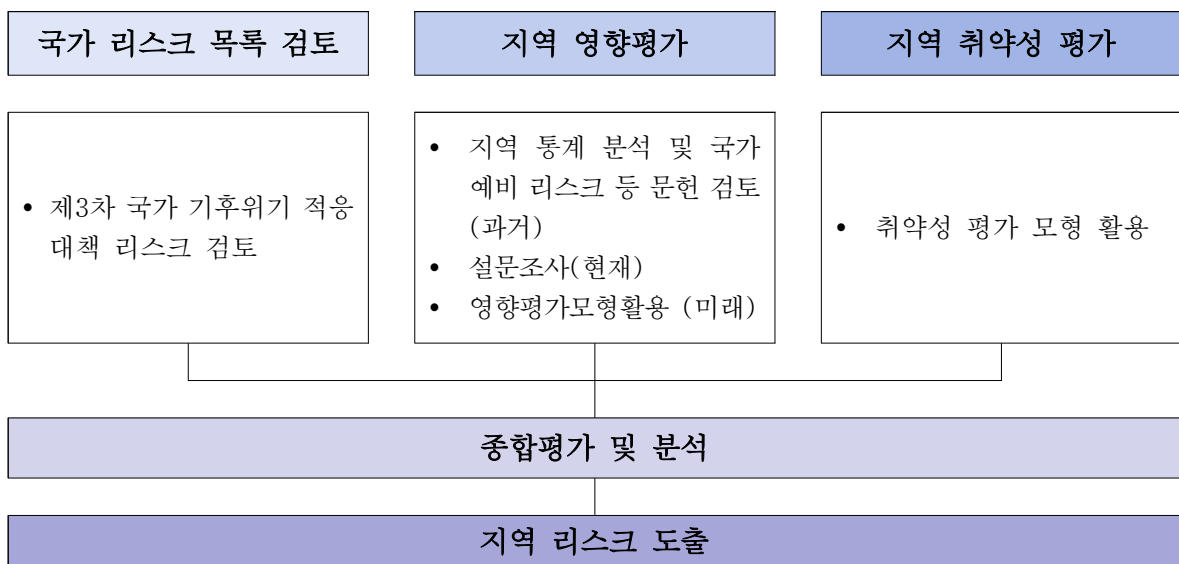 국가 리스크 목록 검토
지역 영향평가
지역 취약성 평가
• 제3차 국가 기후위기 적응
대책 리스크 검토
• 지역 통계 분석 및 국가
예비 리스크 등 문헌 검토
(과거)
• 설문조사(현재)
• 영향평가모형활용 (미래)
• 취약성 평가 모형 활용
종합평가 및 분석
지역 리스크 도출